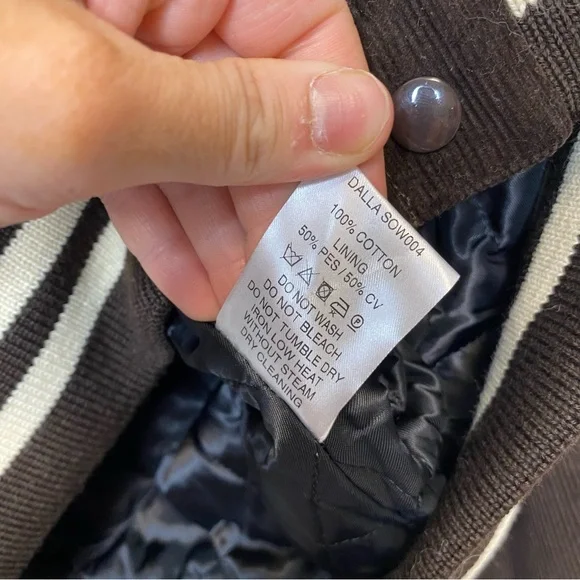 DALLA SOW004
100% COTTON
LINING
50% PES / 50% CV
DO NOT WASH
DO NOT BLEACH
DO NOT TUMBLE DRY
IRON LOW HEAT
WITHOUT STEAM
DRY CLEANING